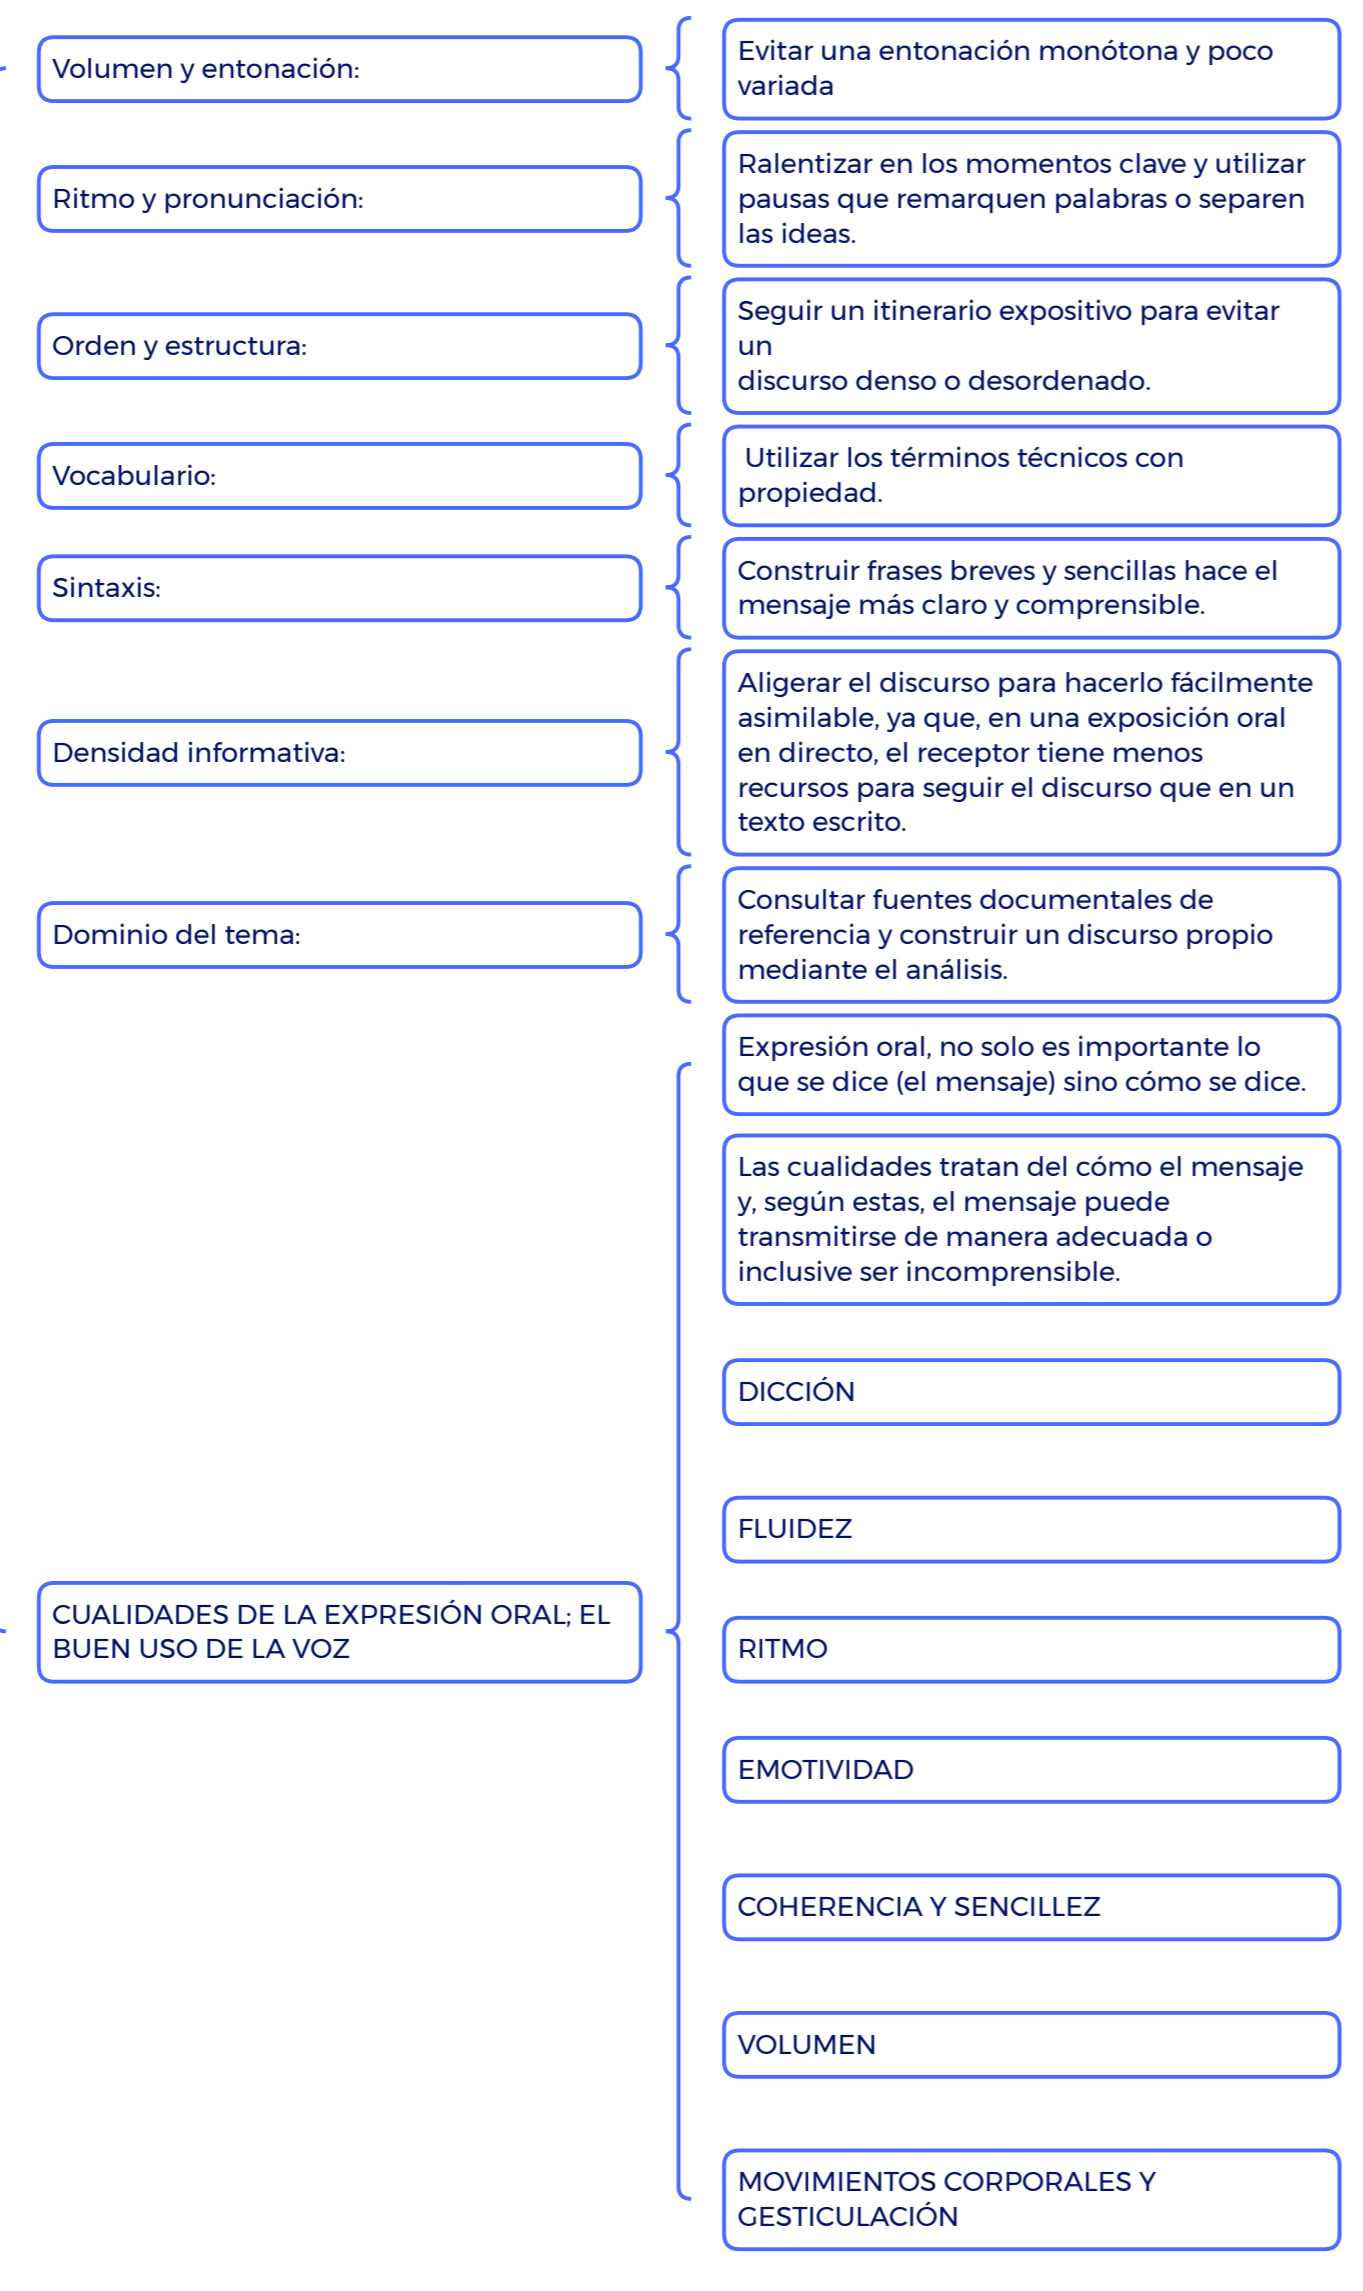 Volumen y entonación:
Evitar una entonación monótona y poco
variada
Ritmo y pronunciación:
Ralentizar en los momentos clave y utilizar
pausas que remarquen palabras o separen
las ideas.
Orden y estructura:
Seguir un itinerario expositivo para evitar
un
discurso denso o desordenado.
Vocabulario:
Utilizar los términos técnicos con
propiedad.
Sintaxis:
Construir frases breves y sencillas hace el
mensaje más claro y comprensible.
Densidad informativa:
Aligerar el discurso para hacerlo fácilmente
asimilable, ya que, en una exposición oral
en directo, el receptor tiene menos
recursos para seguir el discurso que en un
texto escrito.
Dominio del tema:
Consultar fuentes documentales de
referencia y construir un discurso propio
mediante el análisis.
CUALIDADES DE LA EXPRESIÓN ORAL; EL
BUEN USO DE LA VOZ
Expresión oral, no solo es importante lo
que se dice (el mensaje) sino cómo se dice.
Las cualidades tratan del cómo el mensaje
y, según estas, el mensaje puede
transmitirse de manera adecuada o
inclusive ser incomprensible.
DICCIÓN
FLUIDEZ
RITMO
EMOTIVIDAD
COHERENCIA Y SENCILLEZ
VOLUMEN
MOVIMIENTOS CORPORALES Y
GESTICULACIÓN